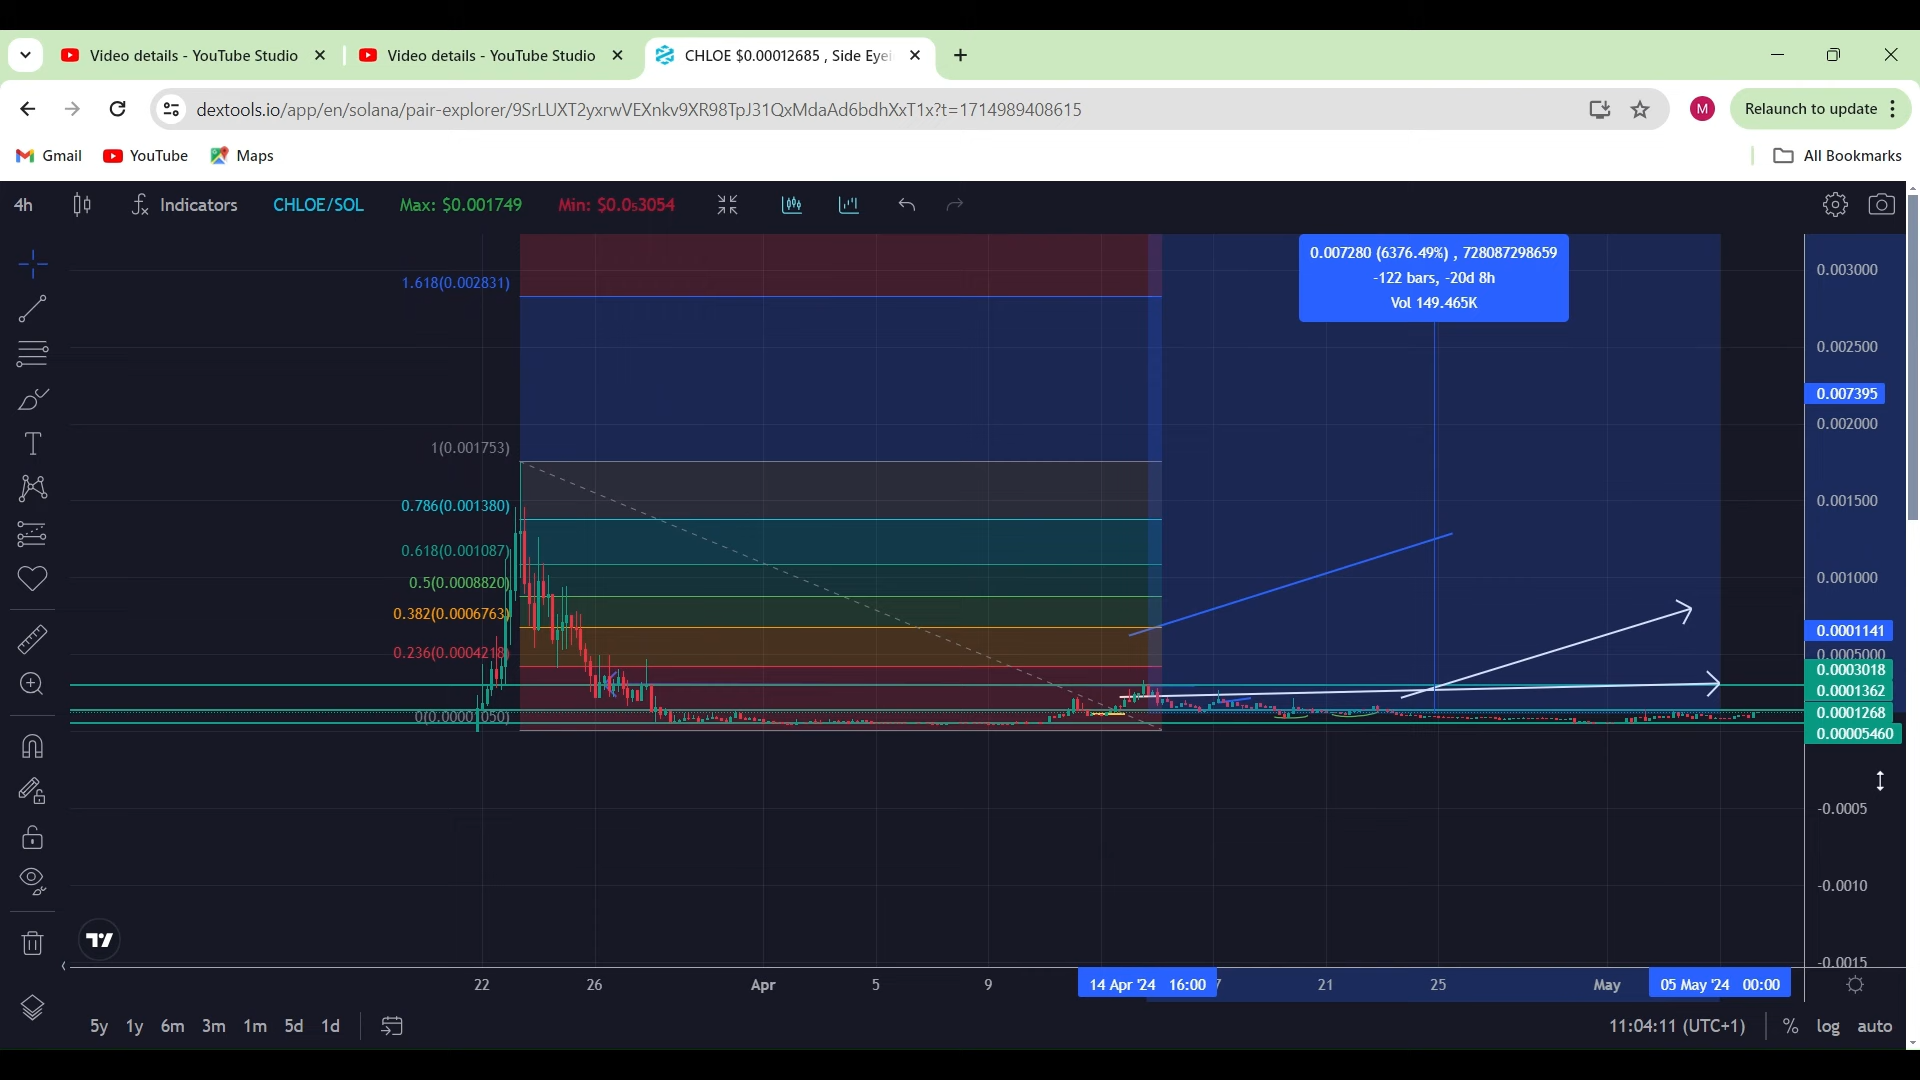 Video details - YouTube Studio
Video details - YouTube Studio
CHLOE $0.00012685 , Side Eyei
dextools.io/app/en/solana/pair-explorer/9SrLUXT2yxrwVEXnkv9XR98TpJ31QxMdaAd6bdhXxT1x?t=1714989408615
M
Relaunch to update
Gmail
YouTube
Maps
All Bookmarks
4h
Indicators
CHLOE/SOL
Max: $0.001749
Min: $0.0₅3054
0.007280 (6376.49%) , 728087298659
-122 bars, -20d 8h
Vol 149.465K
1.618(0.002831)
1(0.001753)
0.786(0.001380)
0.618(0.001087)
0.5(0.0008820)
0.382(0.0006763)
0.236(0.0004218)
0(0.00001050)
0.003000
0.002500
0.007395
0.002000
0.001500
0.001000
0.0001141
0.0005000
0.0003018
0.0001362
0.0001268
0.00005460
-0.0005
-0.0010
-0.0015
22
26
Apr
5
9
14 Apr '24 16:00
7
21
25
May
05 May '24 00:00
5y 1y 6m 3m 1m 5d 1d
11:04:11 (UTC+1)
% log auto